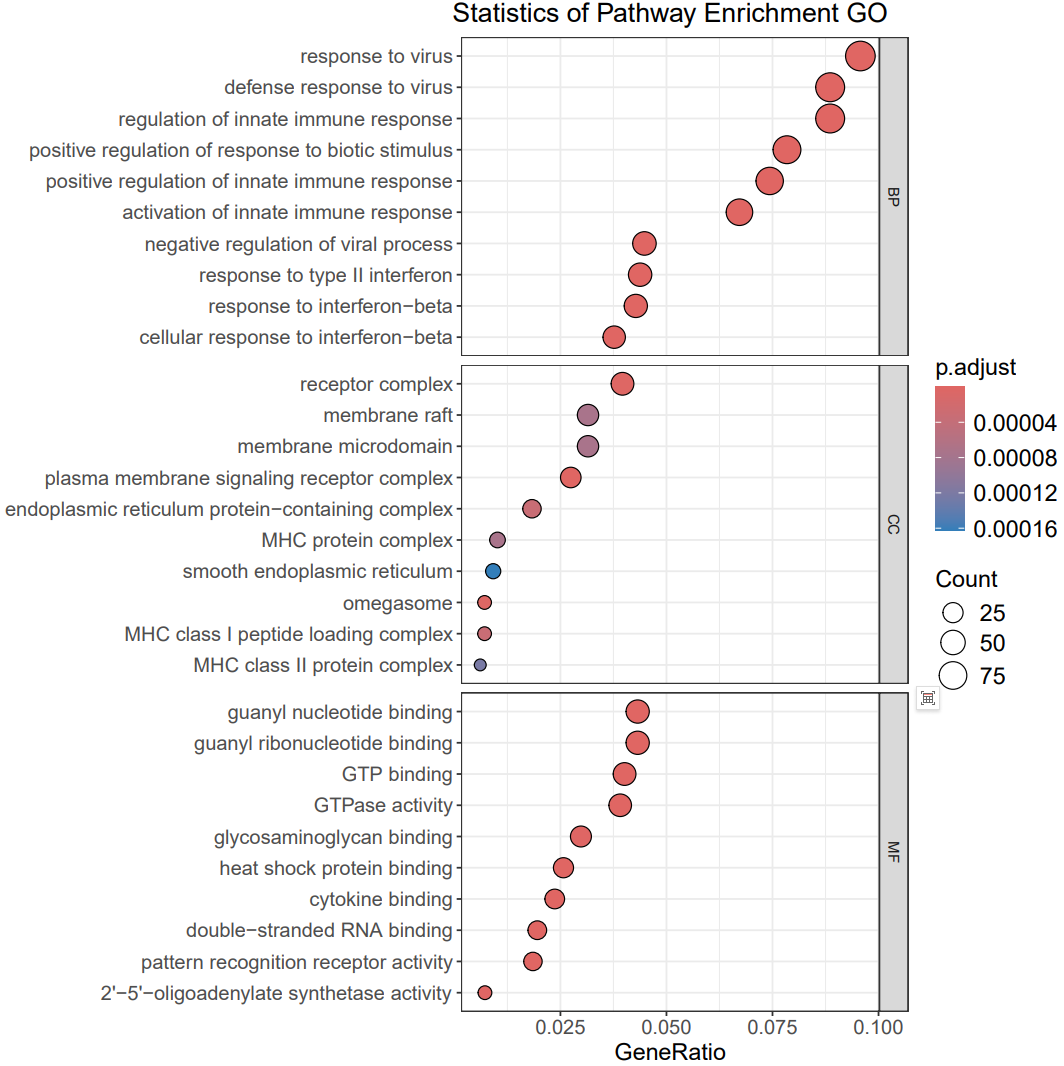 Statistics of Pathway Enrichment GO
response to virus
defense response to virus
regulation of innate immune response
positive regulation of response to biotic stimulus
positive regulation of innate immune response
activation of innate immune response
negative regulation of viral process
response to type II interferon
response to interferon−beta
cellular response to interferon−beta
BP
receptor complex
membrane raft
membrane microdomain
plasma membrane signaling receptor complex
endoplasmic reticulum protein−containing complex
MHC protein complex
smooth endoplasmic reticulum
omegasome
MHC class I peptide loading complex
MHC class II protein complex
CC
guanyl nucleotide binding
guanyl ribonucleotide binding
GTP binding
GTPase activity
glycosaminoglycan binding
heat shock protein binding
cytokine binding
double−stranded RNA binding
pattern recognition receptor activity
2'−5'−oligoadenylate synthetase activity
MF
0.025 0.050 0.075 0.100
GeneRatio
p.adjust
0.00004
0.00008
0.00012
0.00016
Count
25
50
75